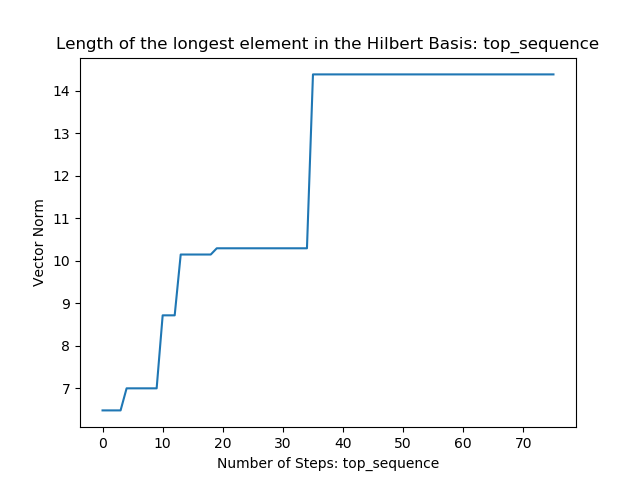 Length of the longest element in the Hilbert Basis: top_sequence
14
13
12
11
10
9
8
7
Vector Norm
0 10 20 30 40 50 60 70
Number of Steps: top_sequence